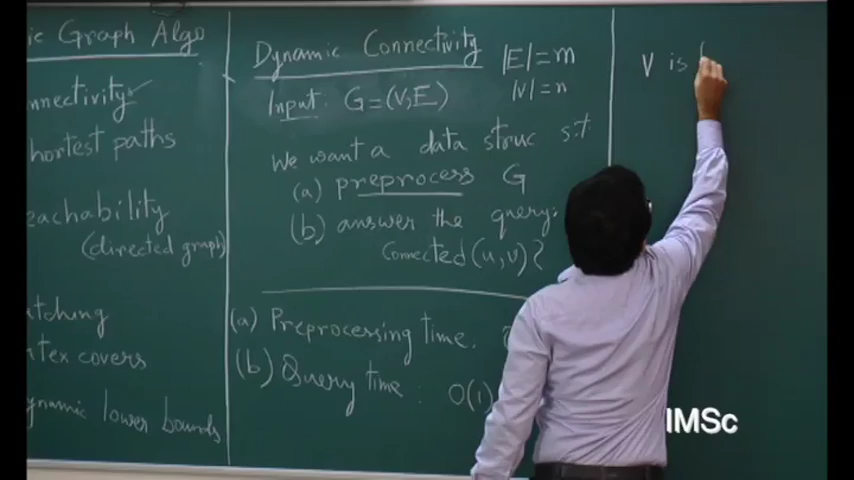 ic Graph Algo
nnectivity
hortest paths
eachability
(directed graph)
atching
rtex covers
ynamic lower bounds
Dynamic Connectivity
|E| = m
|V| = n
Input: G = (V, E)
We want a data struc s.t.
(a) preprocess G
(b) answer the query:
Connected (u, v)?
(a) Preprocessing time:
(b) Query time : O(1)
V is
IMSc